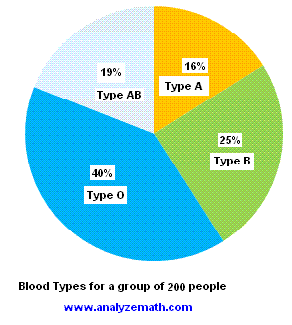 16%
Type A
19%
Type AB
25%
Type B
40%
Type O
Blood Types for a group of 200 people
www.analyzemath.com